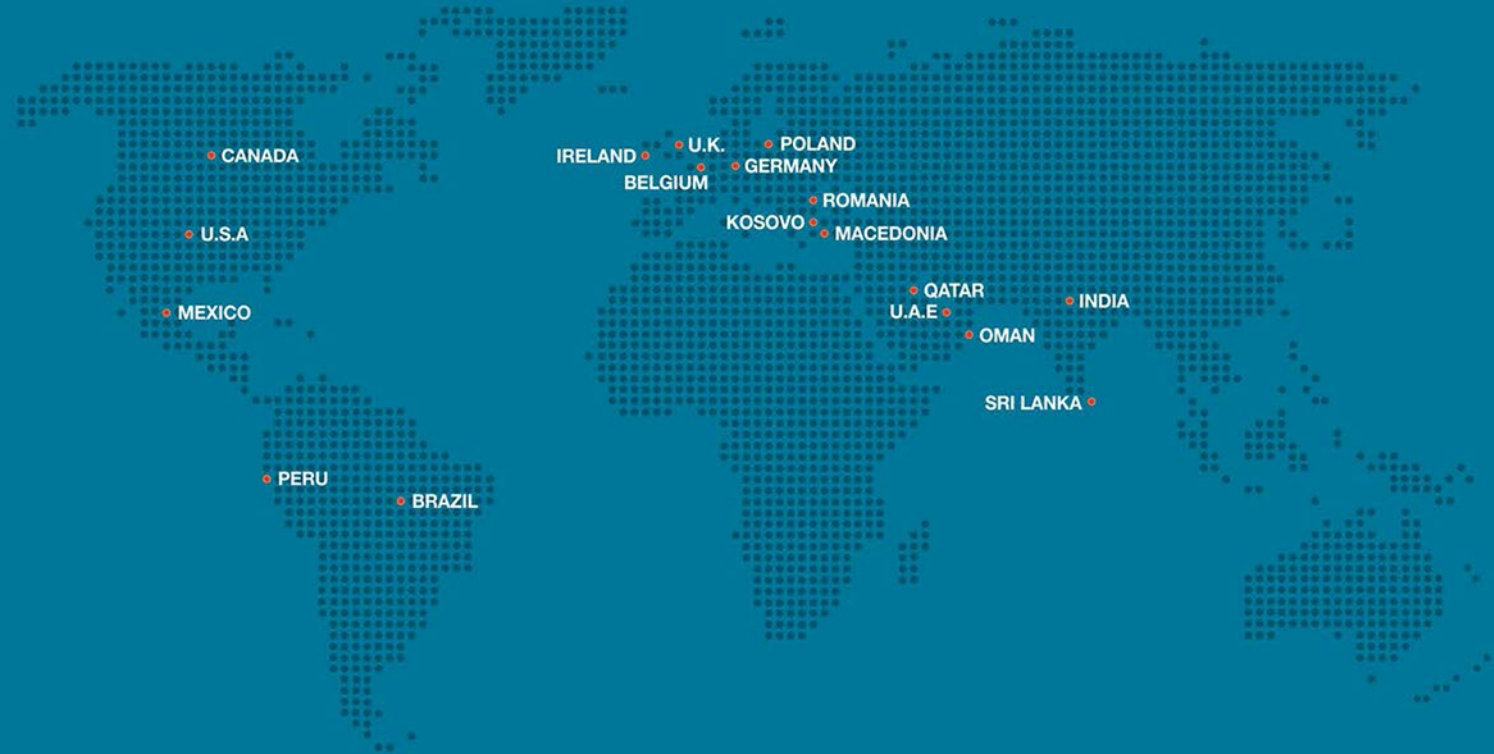 CANADA
U.S.A
MEXICO
PERU
BRAZIL
IRELAND
U.K.
BELGIUM
POLAND
GERMANY
ROMANIA
KOSOVO
MACEDONIA
QATAR
U.A.E
OMAN
INDIA
SRI LANKA